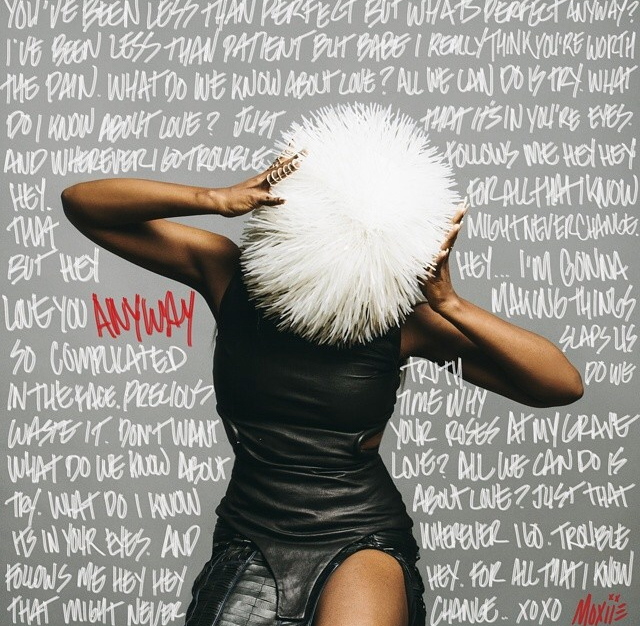 YOU'VE BEEN LESS THAN PERFECT BUT WHAT'S PERFECT ANYWAY?
I'VE BEEN LESS THAN PATIENT BUT BABE I REALLY THINK YOU'RE WORTH
THE PAIN. WHAT DO WE KNOW ABOUT LOVE? ALL WE CAN DO IS TRY. WHAT
DO I KNOW ABOUT LOVE? JUST THAT IT'S IN YOU'RE EYES.
AND WHEREVER I GO TROUBLE FOLLOWS ME HEY HEY
HEY. FOR ALL THAT I KNOW
THAT MIGHT NEVER CHANGE.
BUT HEY HEY... I'M GONNA
LOVE YOU ANYWAY MAKING THINGS
SO COMPLICATED SLAPS US
IN THE FACE. PRECIOUS TRUTH DO WE
WASTE IT. DON'T WANT TIME WHY
WHAT DO WE KNOW ABOUT YOUR ROSES AT MY GRAVE
TRY. WHAT DO I KNOW LOVE? ALL WE CAN DO IS
IT'S IN YOUR EYES. AND ABOUT LOVE? JUST THAT
FOLLOWS ME HEY HEY WHEREVER I GO. TROUBLE
THAT MIGHT NEVER HEY. FOR ALL THAT I KNOW
CHANGE.. XOXO MOXIIE